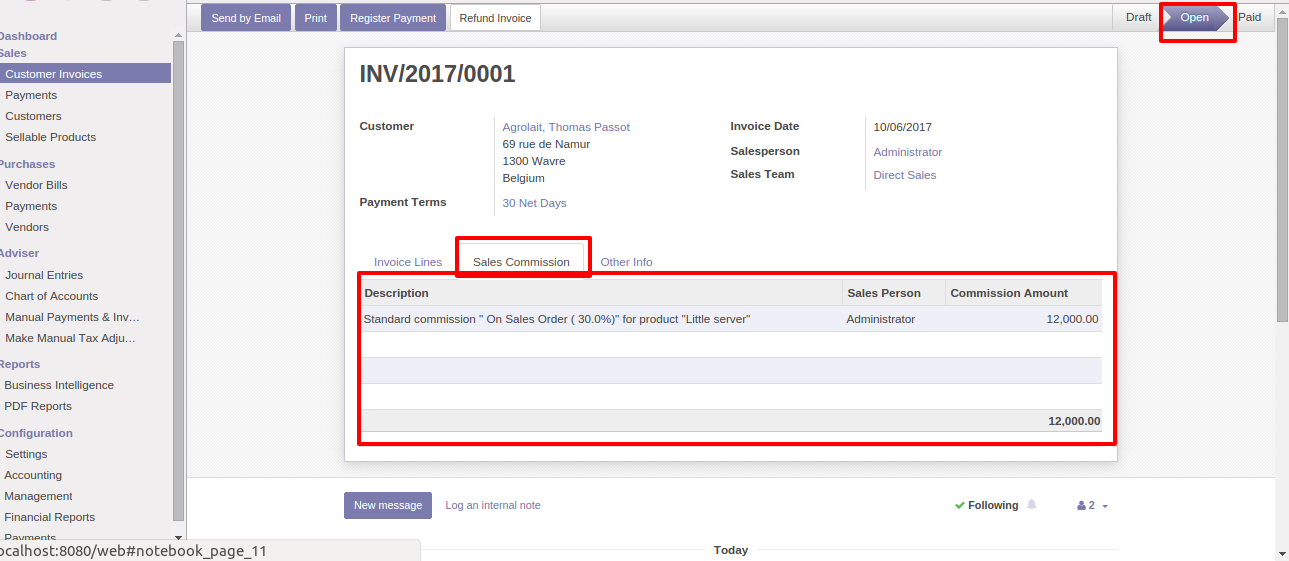 Send by Email Print Register Payment Refund Invoice Draft Open Paid
Dashboard
Sales
Customer Invoices
Payments
Customers
Sellable Products
Purchases
Vendor Bills
Payments
Vendors
Adviser
Journal Entries
Chart of Accounts
Manual Payments & Inv…
Make Manual Tax Adju…
Reports
Business Intelligence
PDF Reports
Configuration
Settings
Accounting
Management
Financial Reports
Payments
ocalhost:8080/web#notebook_page_11
INV/2017/0001
Customer Agrolait, Thomas Passot
69 rue de Namur
1300 Wavre
Belgium
Payment Terms 30 Net Days
Invoice Date 10/06/2017
Salesperson Administrator
Sales Team Direct Sales
Invoice Lines Sales Commission Other Info
Description Sales Person Commission Amount
Standard commission " On Sales Order ( 30.0%)" for product "Little server" Administrator 12,000.00
12,000.00
New message Log an internal note Following 2
Today